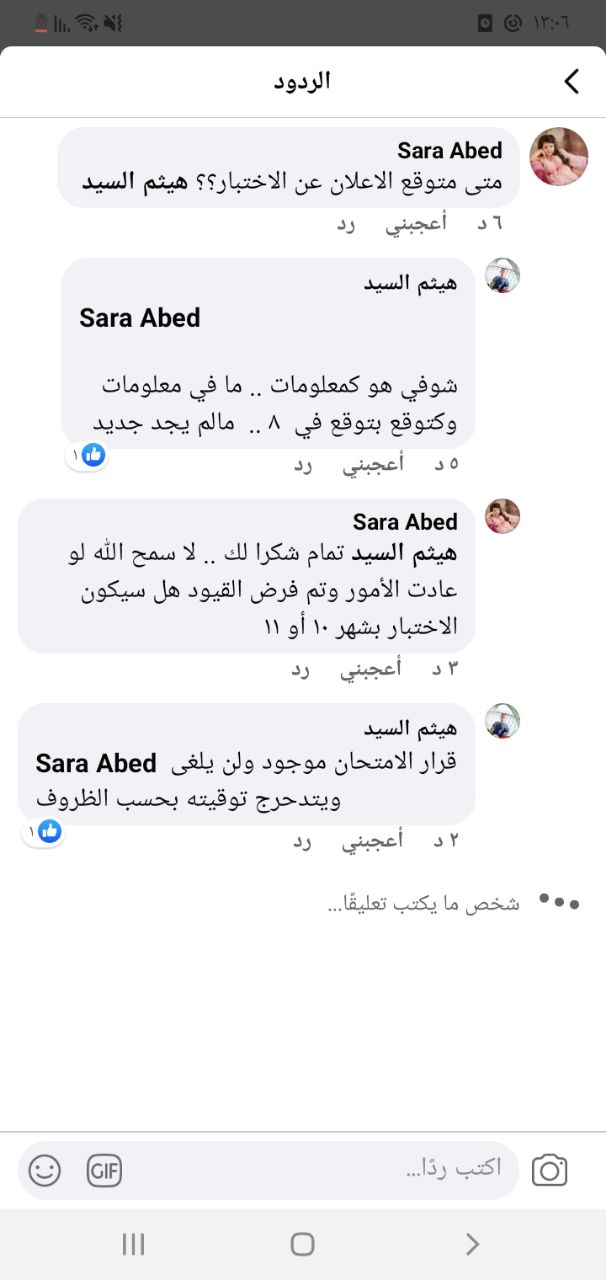 ١٣:٠٦
الردود
Sara Abed
متى متوقع الاعلان عن الاختبار؟؟ هيثم السيد
٦ د أعجبني رد
هيثم السيد
Sara Abed
شوفي هو كمعلومات .. ما في معلومات
وكتوقع بتوقع في ٨ .. مالم يجد جديد
١
٥ د أعجبني رد
Sara Abed
هيثم السيد تمام شكرا لك .. لا سمح الله لو
عادت الأمور وتم فرض القيود هل سيكون
الاختبار بشهر ١٠ أو ١١
٣ د أعجبني رد
هيثم السيد
Sara Abed قرار الامتحان موجود ولن يلغى
ويتدحرج توقيته بحسب الظروف
١
٢ د أعجبني رد
شخص ما يكتب تعليقًا...
اكتب ردًا...
GIF